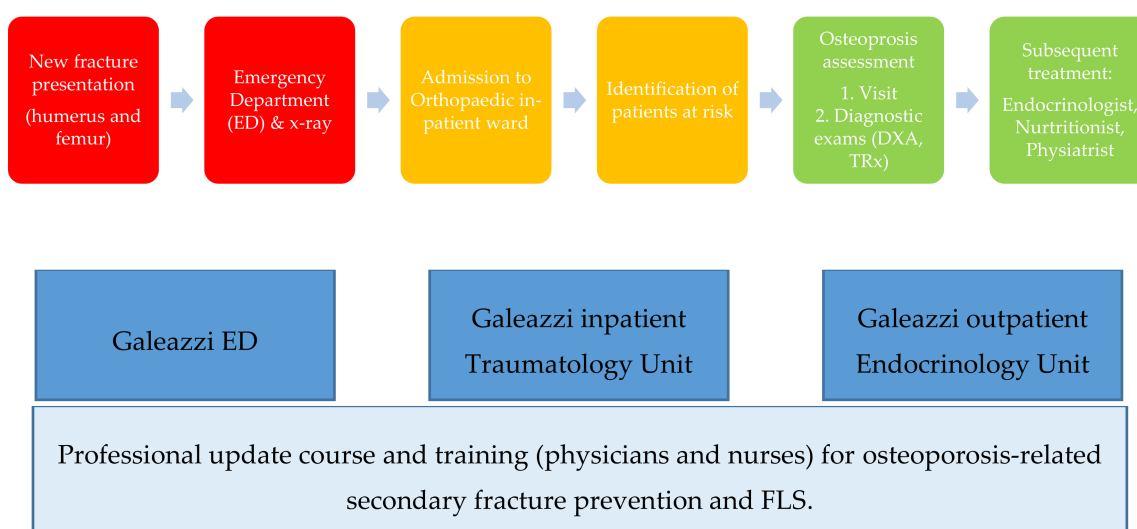 New fracture
presentation
(humerus and
femur)
Emergency
Department
(ED) & x-ray
Admission to
Orthopaedic in-
patient ward
Identification of
patients at risk
Osteoprosis
assessment
1. Visit
2. Diagnostic
exams (DXA,
TRx)
Subsequent
treatment:
Endocrinologist,
Nurtritionist,
Physiatrist
Galeazzi ED
Galeazzi inpatient
Traumatology Unit
Galeazzi outpatient
Endocrinology Unit
Professional update course and training (physicians and nurses) for osteoporosis-related
secondary fracture prevention and FLS.